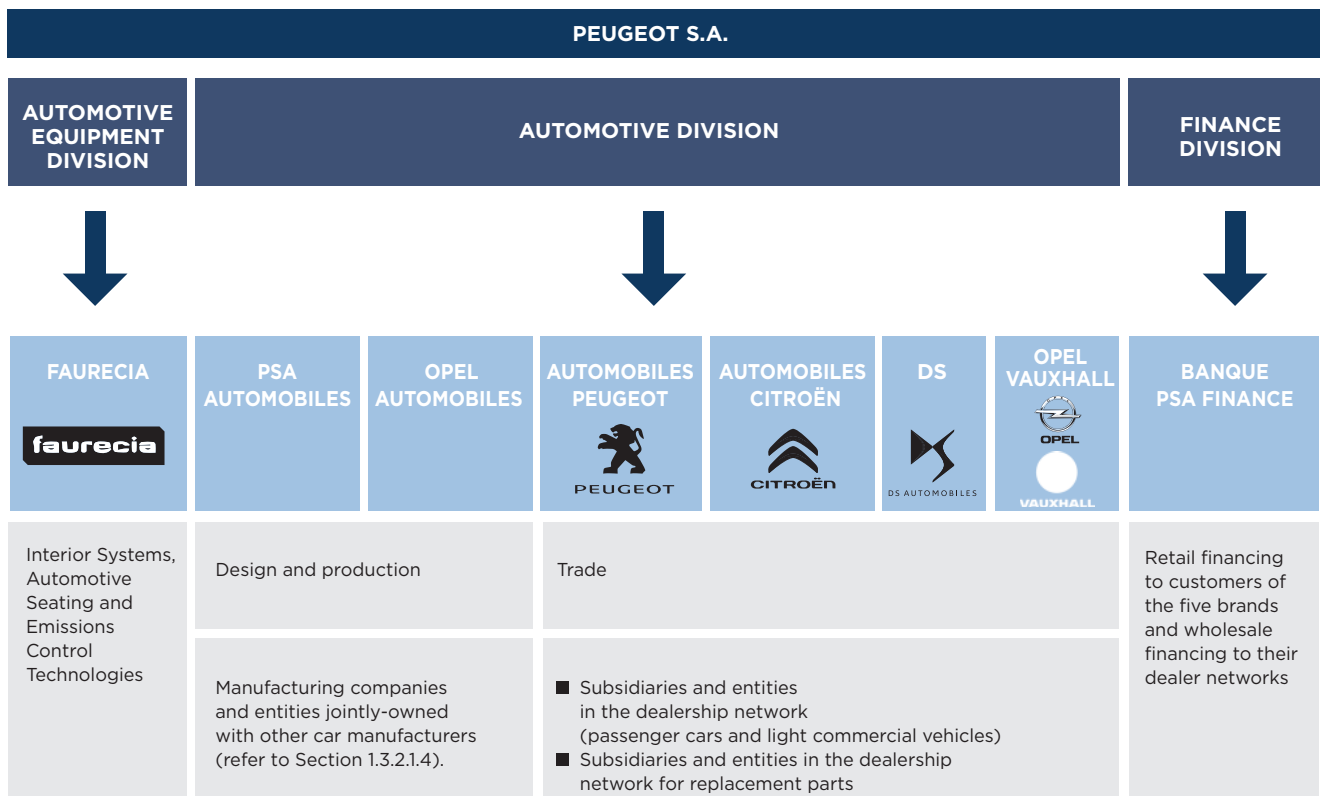 PEUGEOT S.A.
AUTOMOTIVE
EQUIPMENT
DIVISION
AUTOMOTIVE DIVISION
FINANCE
DIVISION
FAURECIA
faurecia
PSA
AUTOMOBILES
OPEL
AUTOMOBILES
AUTOMOBILES
PEUGEOT
PEUGEOT
AUTOMOBILES
CITROËN
CITROËn
DS
DS AUTOMOBILES
OPEL
VAUXHALL
OPEL
VAUXHALL
BANQUE
PSA FINANCE
Interior Systems,
Automotive
Seating and
Emissions
Control
Technologies
Design and production
Manufacturing companies
and entities jointly-owned
with other car manufacturers
(refer to Section 1.3.2.1.4).
Trade
■ Subsidiaries and entities
in the dealership network
(passenger cars and light commercial vehicles)
■ Subsidiaries and entities in the dealership
network for replacement parts
Retail financing
to customers of
the five brands
and wholesale
financing to their
dealer networks